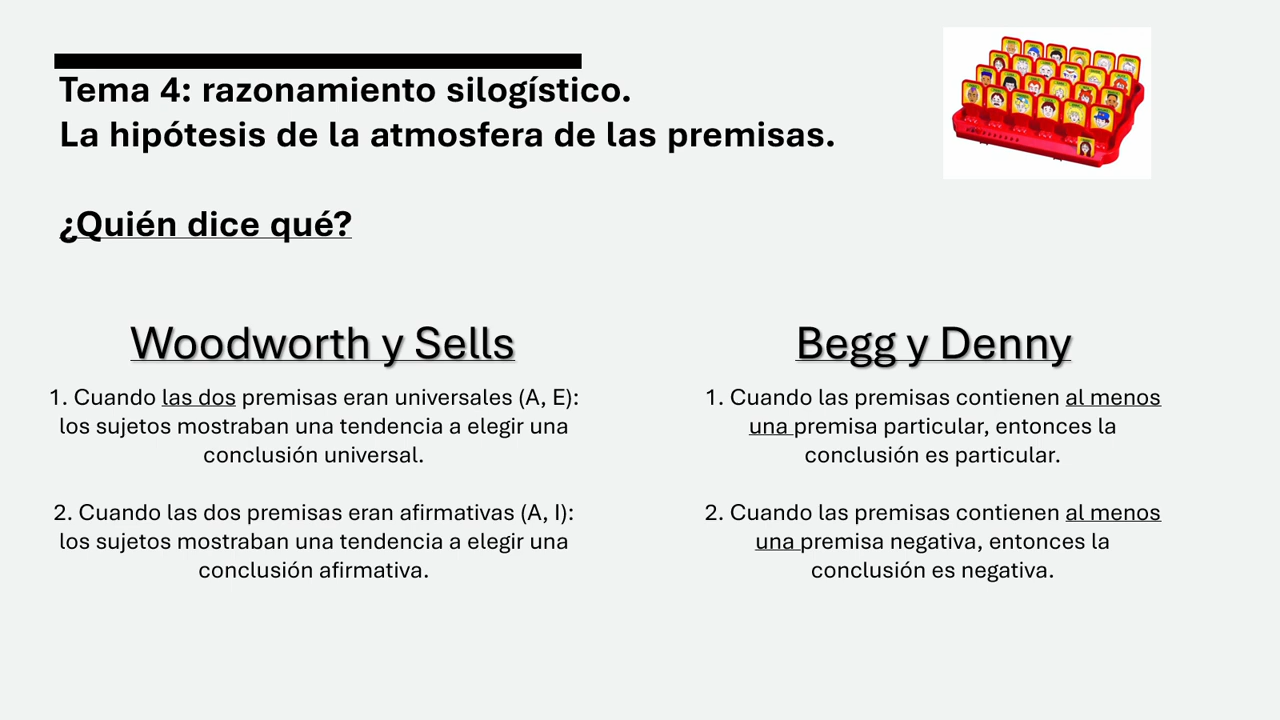 Tema 4: razonamiento silogístico.
La hipótesis de la atmosfera de las premisas.
¿Quién dice qué?
Woodworth y Sells
1. Cuando las dos premisas eran universales (A, E):
los sujetos mostraban una tendencia a elegir una
conclusión universal.
2. Cuando las dos premisas eran afirmativas (A, I):
los sujetos mostraban una tendencia a elegir una
conclusión afirmativa.
Begg y Denny
1. Cuando las premisas contienen al menos
una premisa particular, entonces la
conclusión es particular.
2. Cuando las premisas contienen al menos
una premisa negativa, entonces la
conclusión es negativa.